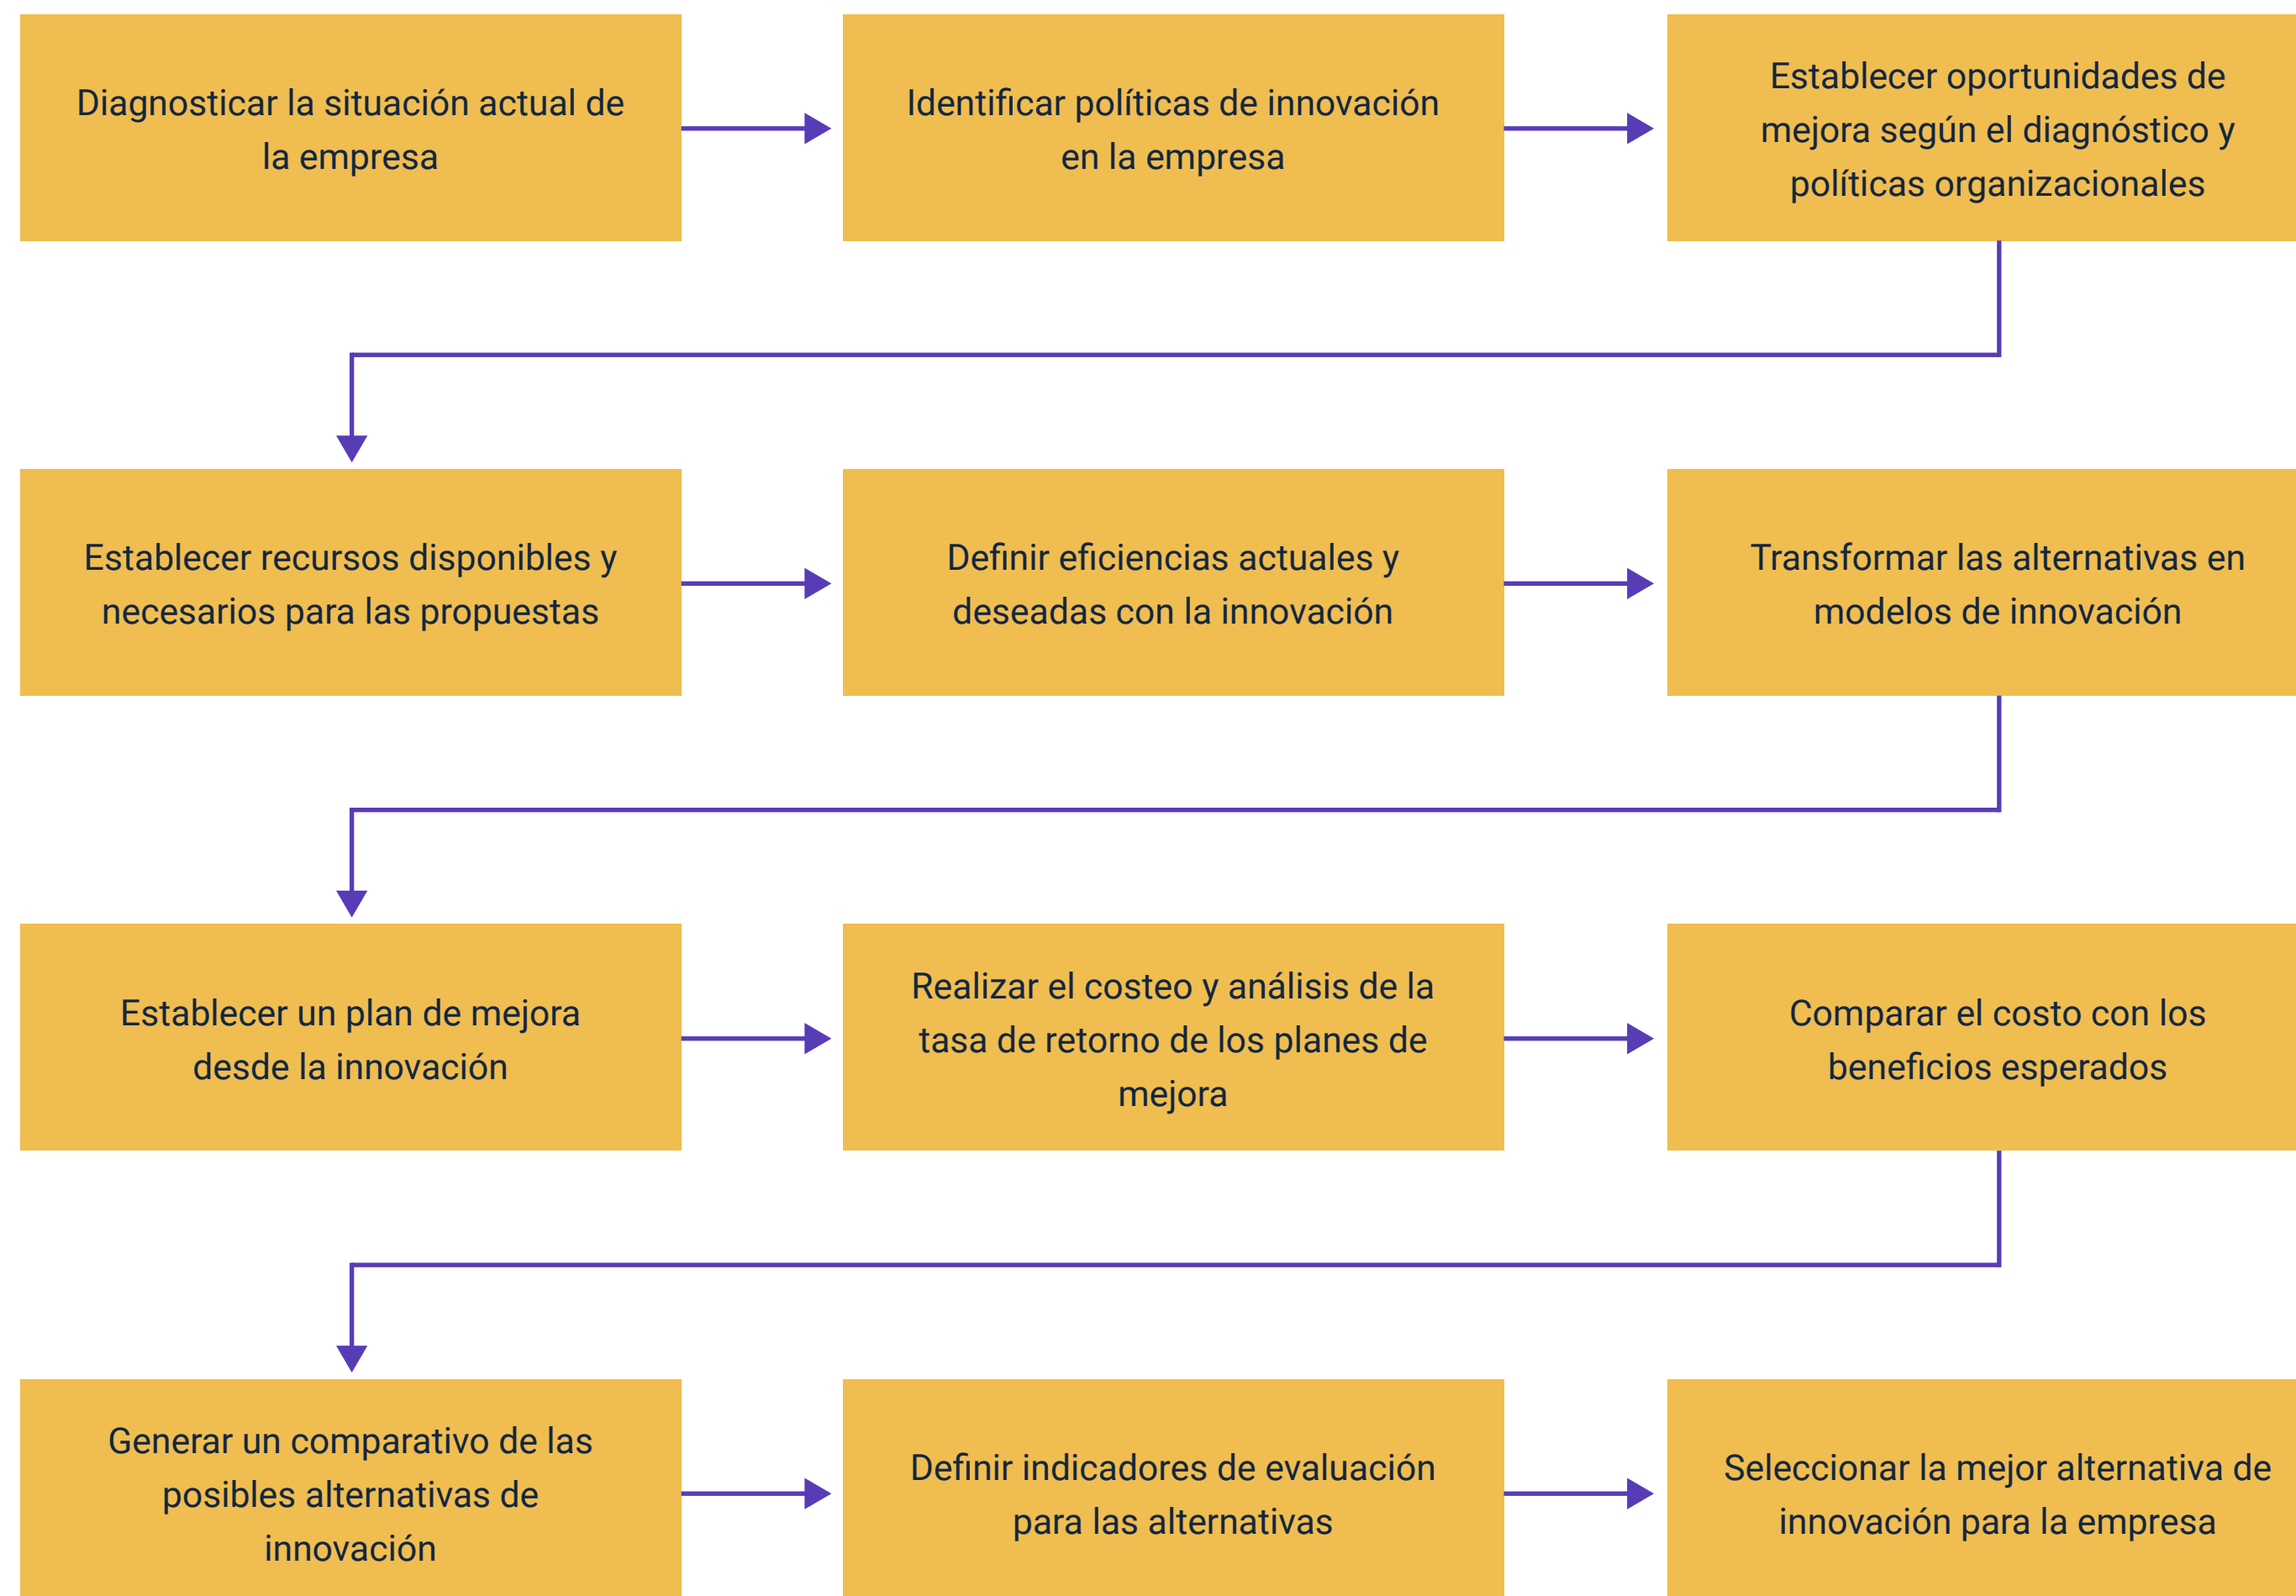 Diagnosticar la situación actual de
la empresa
Identificar políticas de innovación
en la empresa
Establecer oportunidades de
mejora según el diagnóstico y
políticas organizacionales
Establecer recursos disponibles y
necesarios para las propuestas
Definir eficiencias actuales y
deseadas con la innovación
Transformar las alternativas en
modelos de innovación
Establecer un plan de mejora
desde la innovación
Realizar el costeo y análisis de la
tasa de retorno de los planes de
mejora
Comparar el costo con los
beneficios esperados
Generar un comparativo de las
posibles alternativas de
innovación
Definir indicadores de evaluación
para las alternativas
Seleccionar la mejor alternativa de
innovación para la empresa